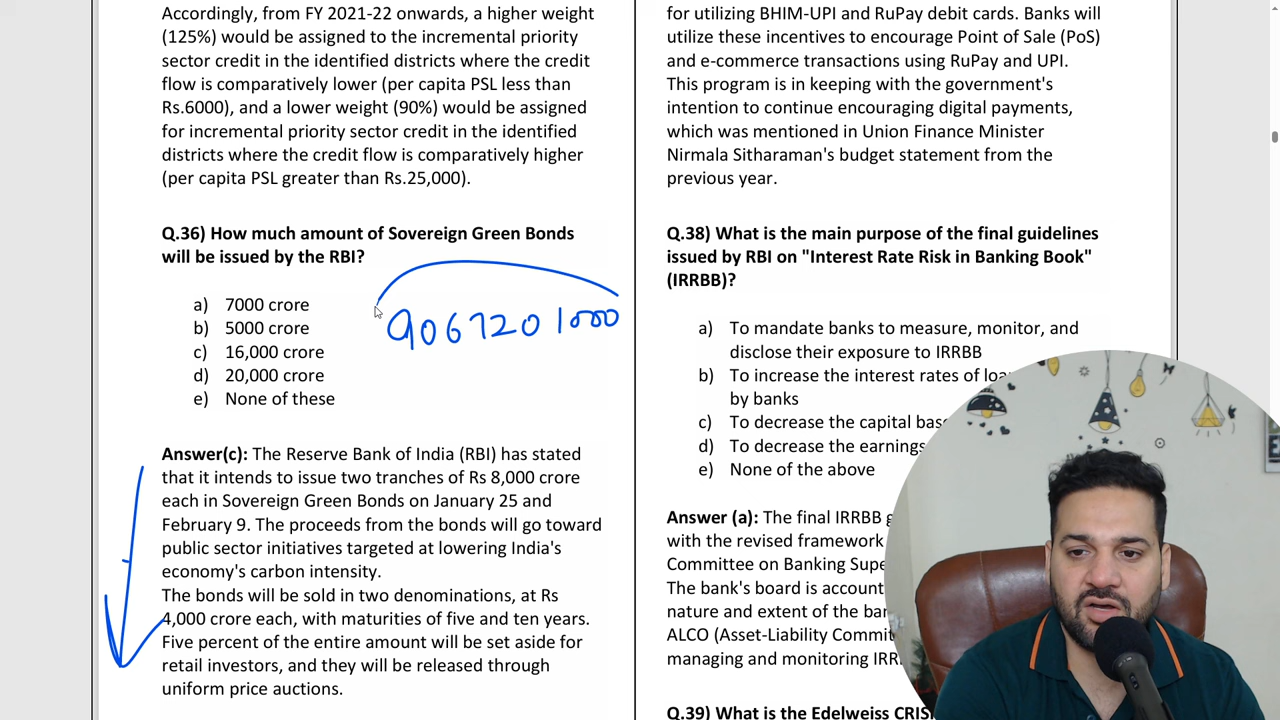 Accordingly, from FY 2021-22 onwards, a higher weight
(125%) would be assigned to the incremental priority
sector credit in the identified districts where the credit
flow is comparatively lower (per capita PSL less than
Rs.6000), and a lower weight (90%) would be assigned
for incremental priority sector credit in the identified
districts where the credit flow is comparatively higher
(per capita PSL greater than Rs.25,000).
Q.36) How much amount of Sovereign Green Bonds
will be issued by the RBI?
a) 7000 crore
b) 5000 crore
c) 16,000 crore
d) 20,000 crore
e) None of these
9067201000
Answer(c): The Reserve Bank of India (RBI) has stated
that it intends to issue two tranches of Rs 8,000 crore
each in Sovereign Green Bonds on January 25 and
February 9. The proceeds from the bonds will go toward
public sector initiatives targeted at lowering India's
economy's carbon intensity.
The bonds will be sold in two denominations, at Rs
4,000 crore each, with maturities of five and ten years.
Five percent of the entire amount will be set aside for
retail investors, and they will be released through
uniform price auctions.
for utilizing BHIM-UPI and RuPay debit cards. Banks will
utilize these incentives to encourage Point of Sale (PoS)
and e-commerce transactions using RuPay and UPI.
This program is in keeping with the government's
intention to continue encouraging digital payments,
which was mentioned in Union Finance Minister
Nirmala Sitharaman's budget statement from the
previous year.
Q.38) What is the main purpose of the final guidelines
issued by RBI on "Interest Rate Risk in Banking Book"
(IRRBB)?
a) To mandate banks to measure, monitor, and
disclose their exposure to IRRBB
b) To increase the interest rates of
by banks
c) To decrease the capital
d) To decrease the earnings
e) None of the above
Answer (a): The final IRRBB
with the revised framework
Committee on Banking
The bank's board is
nature and extent of the
ALCO (Asset-Liability
managing and monitoring
Q.39) What is the Edelweiss